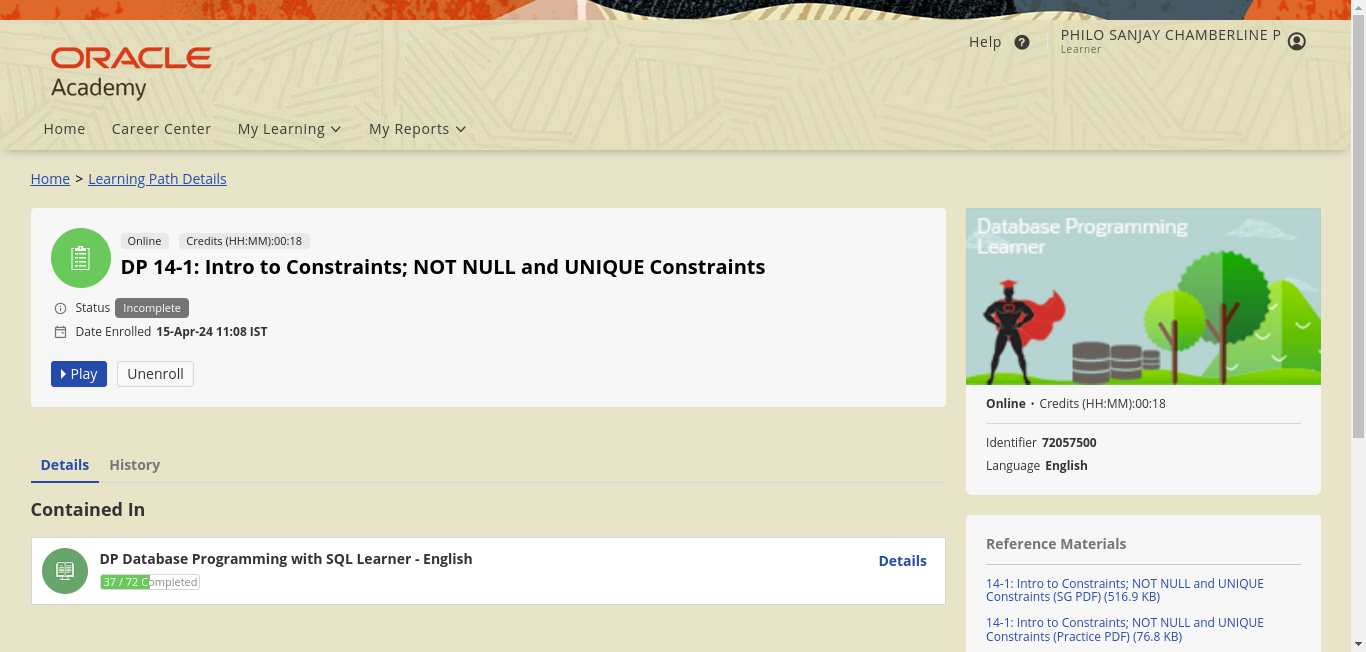 Help ?
PHILO SANJAY CHAMBERLINE P
Learner
ORACLE
Academy
Home Career Center My Learning My Reports
Home > Learning Path Details
Online Credits (HH:MM):00:18
DP 14-1: Intro to Constraints; NOT NULL and UNIQUE Constraints
Status Incomplete
Date Enrolled 15-Apr-24 11:08 IST
Play Unenroll
Details History
Contained In
DP Database Programming with SQL Learner - English
37 / 72 Completed
Details
Database Programming
Learner
Online • Credits (HH:MM):00:18
Identifier 72057500
Language English
Reference Materials
14-1: Intro to Constraints; NOT NULL and UNIQUE
Constraints (SG PDF) (516.9 KB)
14-1: Intro to Constraints; NOT NULL and UNIQUE
Constraints (Practice PDF) (76.8 KB)